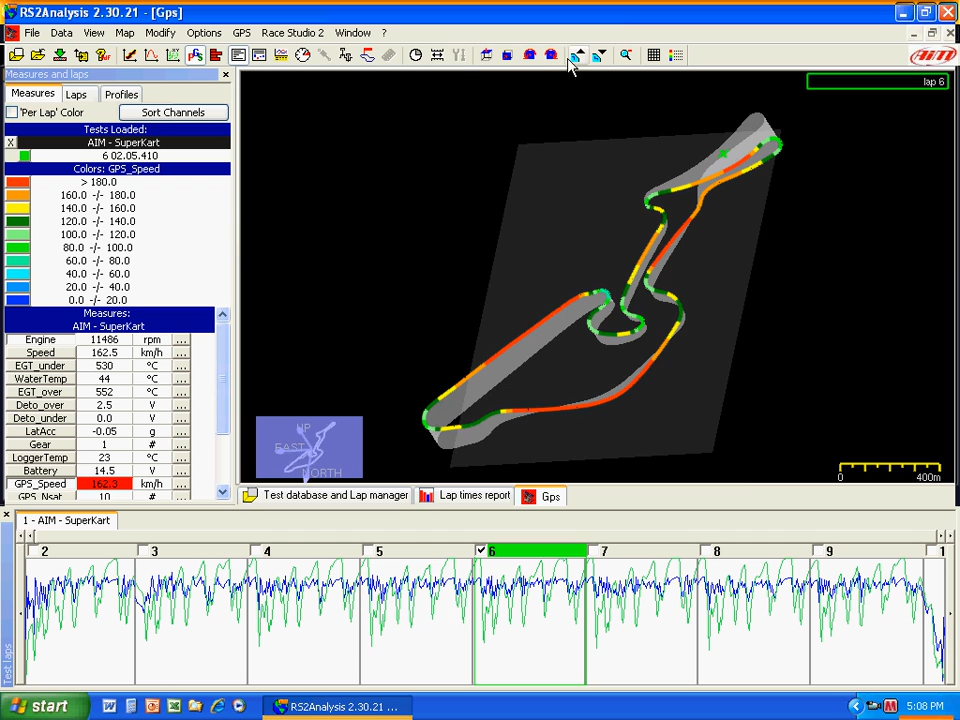 RS2Analysis 2.30.21 - [Gps]
File Data View Map Modify Options GPS Race Studio 2 Window ?
AIM
Measures and laps
Measures Laps Profiles
'Per Lap' Color Sort Channels
Tests Loaded:
X AIM - SuperKart
6 02.05.410
Colors: GPS_Speed
> 180.0
160.0 -/- 180.0
140.0 -/- 160.0
120.0 -/- 140.0
100.0 -/- 120.0
80.0 -/- 100.0
60.0 -/- 80.0
40.0 -/- 60.0
20.0 -/- 40.0
0.0 -/- 20.0
Measures:
AIM - SuperKart
Engine 11486 rpm ...
Speed 162.5 km/h ...
EGT_under 530 °C ...
WaterTemp 44 °C ...
EGT_over 552 °C ...
Deto_over 2.5 V ...
Deto_under 0.0 V ...
LatAcc -0.05 g ...
Gear 1 # ...
LoggerTemp 23 °C ...
Battery 14.5 V ...
GPS_Speed 162.3 km/h ...
GPS_Nsat 10 # ...
lap 6
UP
EAST
NORTH
0 400m
Test database and Lap manager Lap times report Gps
1 - AIM - SuperKart
2 3 4 5 6 7 8 9 1
Test laps
start RS2Analysis 2.30.21 ... 5:08 PM